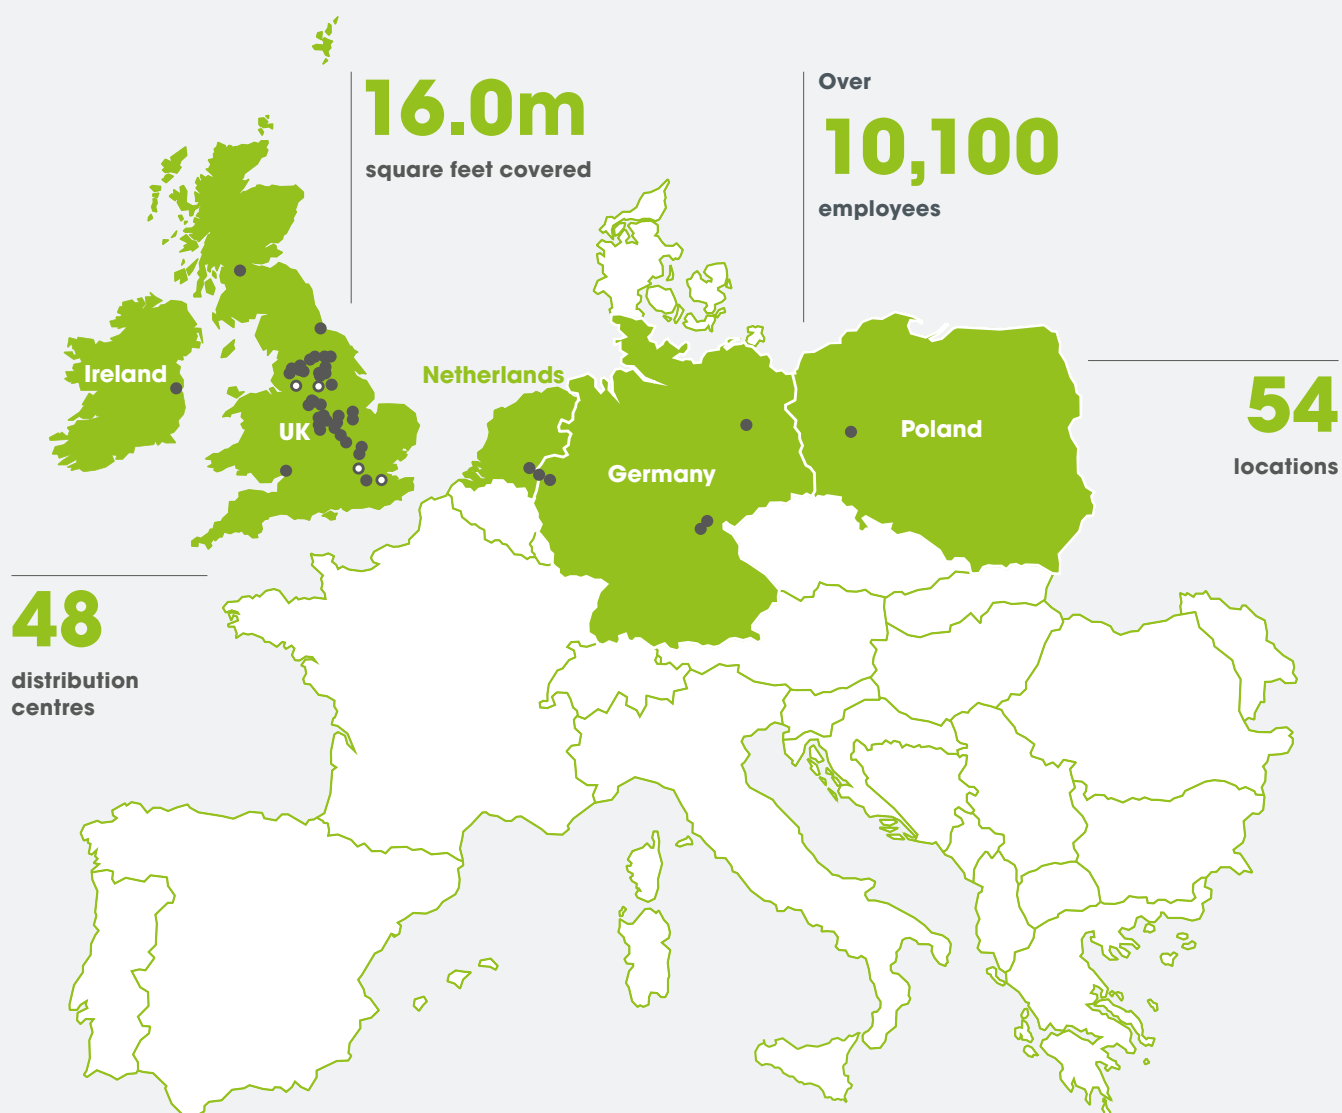 16.0m
square feet covered
Over
10,100
employees
Ireland
UK
Netherlands
Germany
Poland
54
locations
48
distribution
centres